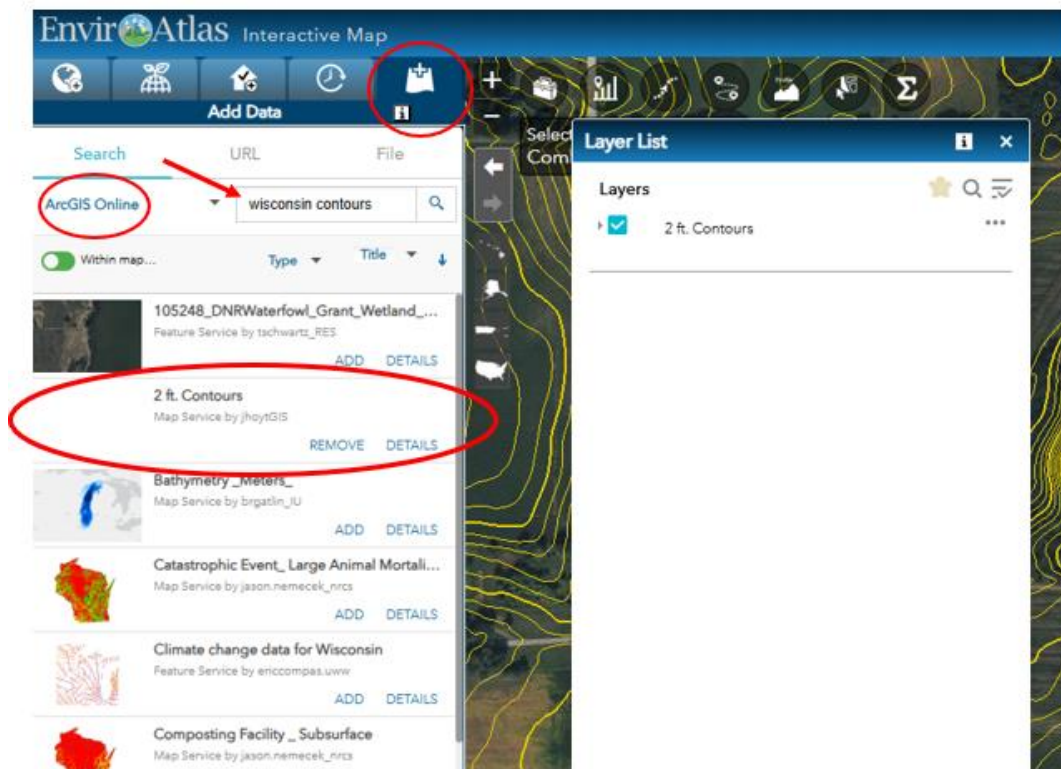 EnviroAtlas Interactive Map
Add Data
Search URL File
ArcGIS Online
wisconsin contours
Within map...
Type
Title
105248_DNRWaterfowl_Grant_Wetland_...
Feature Service by tschwartz_RES
ADD DETAILS
2 ft. Contours
Map Service by jhoytGIS
REMOVE DETAILS
Bathymetry _Meters_
Map Service by brgatlin_IU
ADD DETAILS
Catastrophic Event_ Large Animal Mortali...
Map Service by jason.nemecek_nrcs
ADD DETAILS
Climate change data for Wisconsin
Feature Service by ericcompas.uww
ADD DETAILS
Composting Facility _ Subsurface
Map Service by jason.nemecek_nrcs
Select
Com
Layer List
Layers
2 ft. Contours